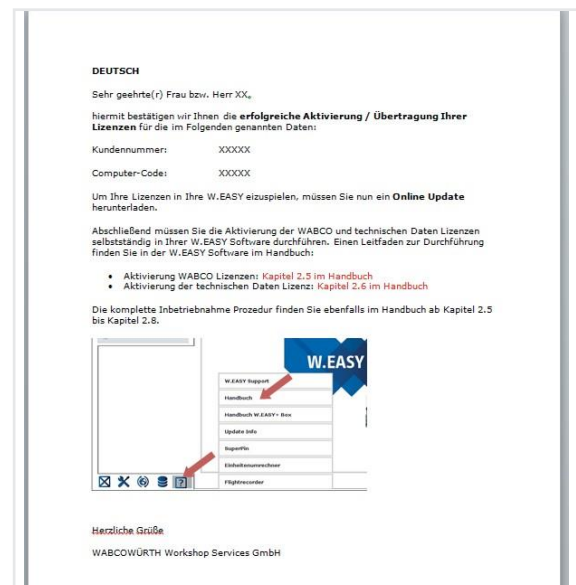 DEUTSCH
Sehr geehrte(r) Frau bzw. Herr XX,
hiermit bestätigen wir Ihnen die erfolgreiche Aktivierung / Übertragung Ihrer
Lizenzen für die im Folgenden genannten Daten:
Kundennummer: XXXXX
Computer-Code: XXXXX
Um Ihre Lizenzen in Ihre W.EASY eizuspielen, müssen Sie nun ein Online Update
herunterladen.
Abschließend müssen Sie die Aktivierung der WABCO und technischen Daten Lizenzen
selbstständig in Ihrer W.EASY Software durchführen. Einen Leitfaden zur Durchführung
finden Sie in der W.EASY Software im Handbuch:
• Aktivierung WABCO Lizenzen: Kapitel 2.5 im Handbuch
• Aktivierung der technischen Daten Lizenz: Kapitel 2.6 im Handbuch
Die komplette Inbetriebnahme Prozedur finden Sie ebenfalls im Handbuch ab Kapitel 2.5
bis Kapitel 2.8.
W.EASY
W.EASY Support
Handbuch
Handbuch W.EASY+ Box
Update Info
SuperPin
Einheitenumrechner
Flightrecorder
?
Herzliche Grüße
WABCOWÜRTH Workshop Services GmbH